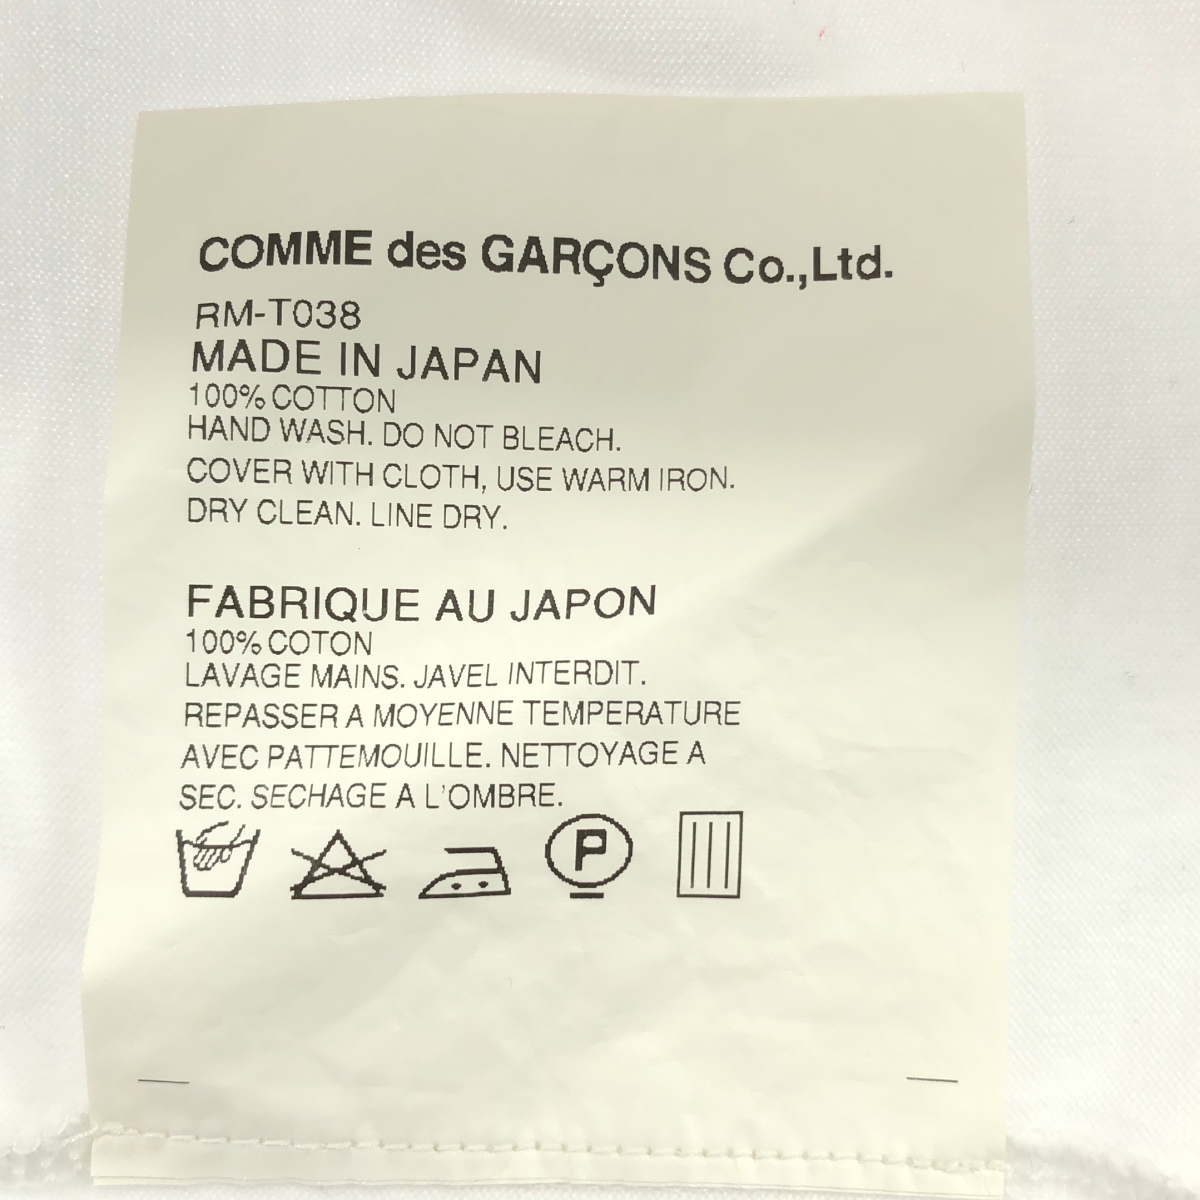 COMME des GARÇONS Co.,Ltd.
RM-T038
MADE IN JAPAN
100% COTTON
HAND WASH. DO NOT BLEACH.
COVER WITH CLOTH, USE WARM IRON.
DRY CLEAN. LINE DRY.
FABRIQUE AU JAPON
100% COTON
LAVAGE MAINS. JAVEL INTERDIT.
REPASSER A MOYENNE TEMPERATURE
AVEC PATTEMOUILLE. NETTOYAGE A
SEC. SECHAGE A L'OMBRE.
P